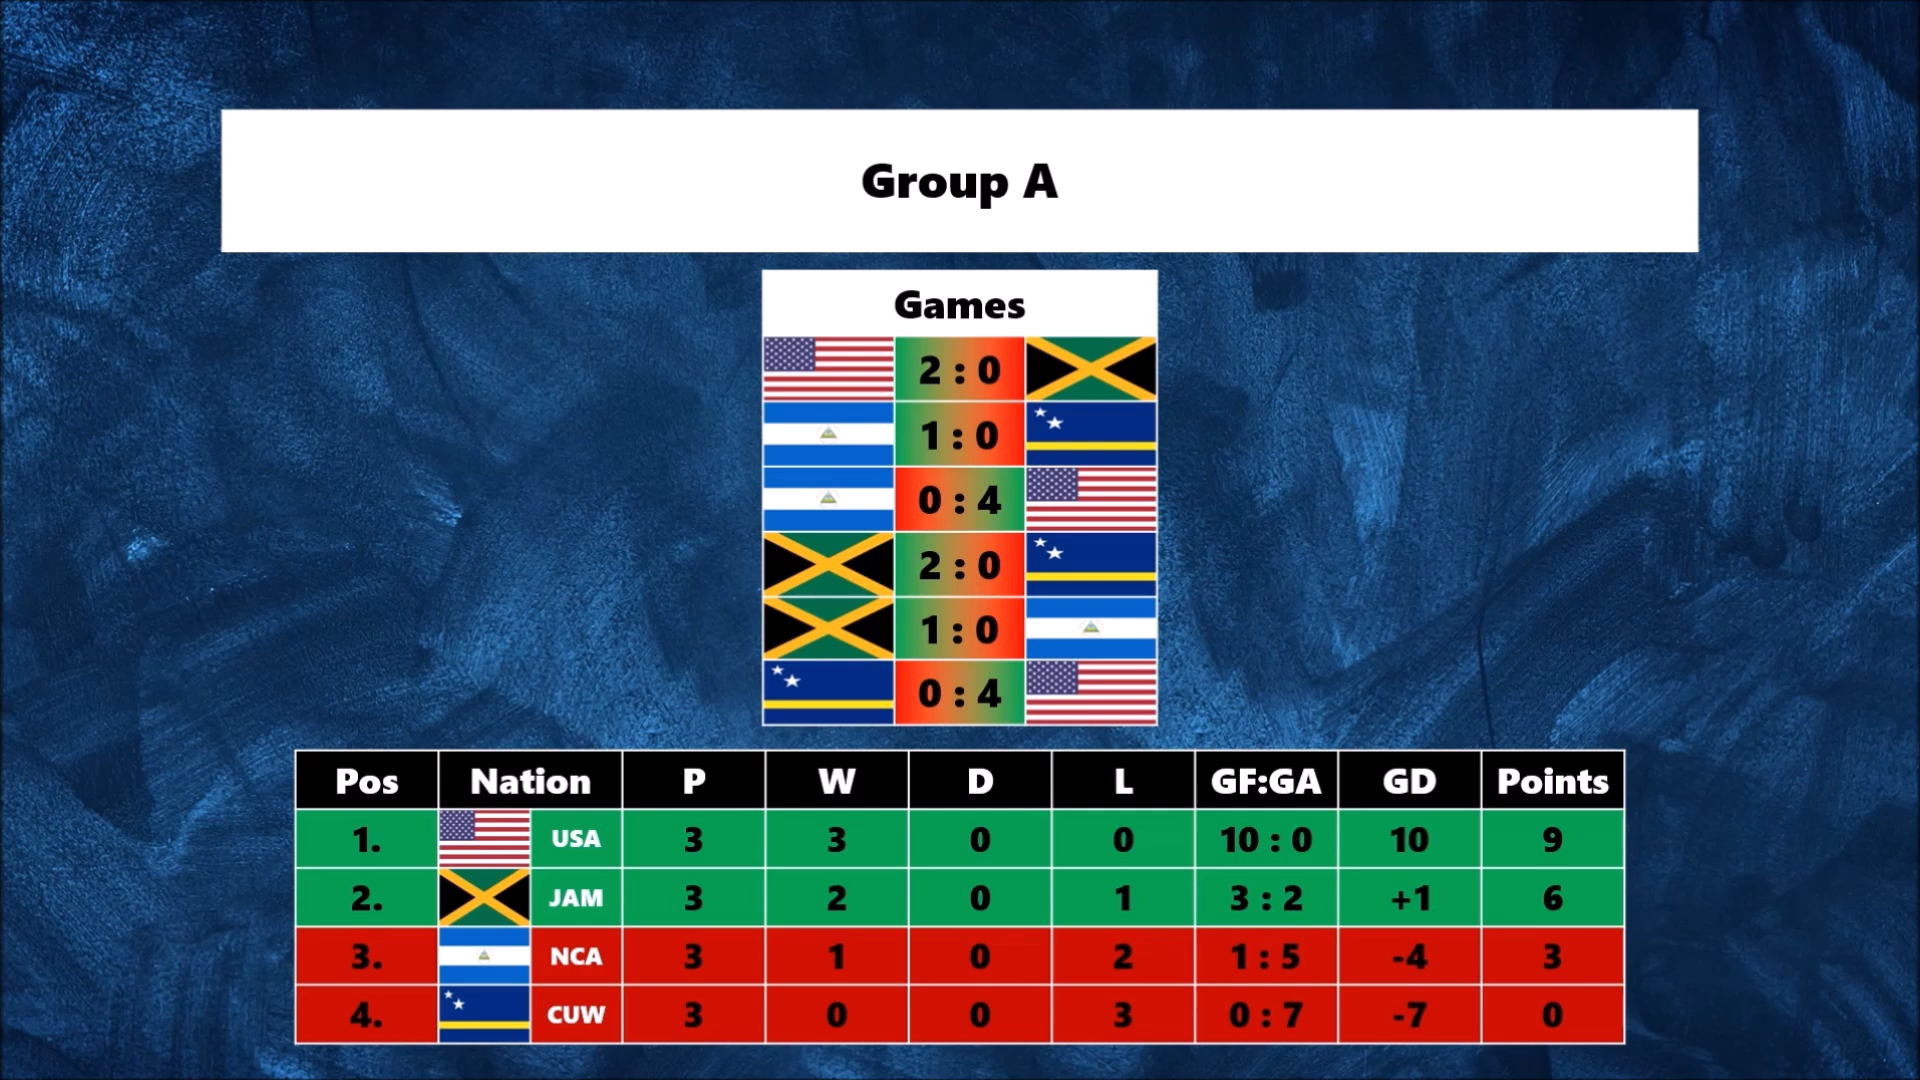 Group A
Games
2 : 0
1 : 0
0 : 4
2 : 0
1 : 0
0 : 4
Pos Nation P W D L GF:GA GD Points
1. USA 3 3 0 0 10 : 0 10 9
2. JAM 3 2 0 1 3 : 2 +1 6
3. NCA 3 1 0 2 1 : 5 -4 3
4. CUW 3 0 0 3 0 : 7 -7 0